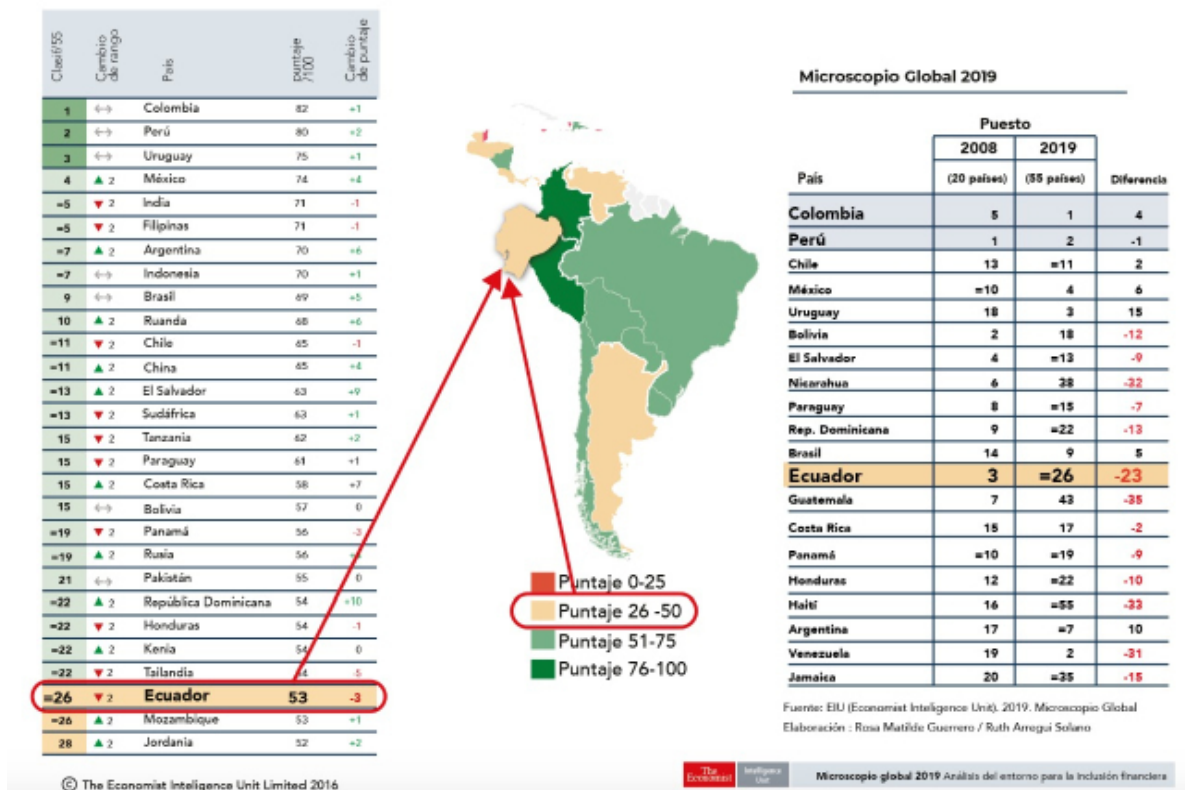 Clasif/55 Cambio de rango País puntaje /100 Cambio de puntaje
1 ↔ Colombia 82 +1
2 ↔ Perú 80 +2
3 ↔ Uruguay 75 +1
4 ▲ 2 México 74 +4
=5 ▼ 2 India 71 -1
=5 ▼ 2 Filipinas 71 -1
=7 ▲ 2 Argentina 70 +6
=7 ↔ Indonesia 70 +1
9 ↔ Brasil 69 +5
10 ▲ 2 Ruanda 68 +6
=11 ▼ 2 Chile 65 -1
=11 ▲ 2 China 65 +4
=13 ▲ 2 El Salvador 63 +9
=13 ▼ 2 Sudáfrica 63 +1
15 ▼ 2 Tanzania 62 +2
15 ▼ 2 Paraguay 61 +1
15 ▲ 2 Costa Rica 58 +7
15 ↔ Bolivia 57 0
=19 ▼ 2 Panamá 56 -3
=19 ▲ 2 Rusia 56
21 ↔ Pakistán 55 0
=22 ▲ 2 República Dominicana 54 +10
=22 ▼ 2 Honduras 54 -1
=22 ▲ 2 Kenia 54 0
=22 ▼ 2 Tailandia -5
=26 ▼ 2 Ecuador 53 -3
=26 ▲ 2 Mozambique 53 +1
28 ▲ 2 Jordania 52 +2
© The Economist Inteligence Unit Limited 2016
Puntaje 0-25
Puntaje 26 -50
Puntaje 51-75
Puntaje 76-100
Microscopio Global 2019
Puesto
2008 2019
País (20 países) (55 países) Diferencia
Colombia 5 1 4
Perú 1 2 -1
Chile 13 =11 2
México =10 4 6
Uruguay 18 3 15
Bolivia 2 18 -12
El Salvador 4 =13 -9
Nicarahua 6 38 -32
Paraguay 8 =15 -7
Rep. Dominicana 9 =22 -13
Brasil 14 9 5
Ecuador 3 =26 -23
Guatemala 7 43 -35
Costa Rica 15 17 -2
Panamá =10 =19 -9
Honduras 12 =22 -10
Haití 16 =55 -33
Argentina 17 =7 10
Venezuela 19 2 -31
Jamaica 20 =35 -15
Fuente: EIU (Economist Inteligence Unit). 2019. Microscopio Global
Elaboración : Rosa Matilde Guerrero / Ruth Arregui Solano
The Economist Intelligence Unit
Microscopio global 2019 Análisis del entorno para la inclusión financiera